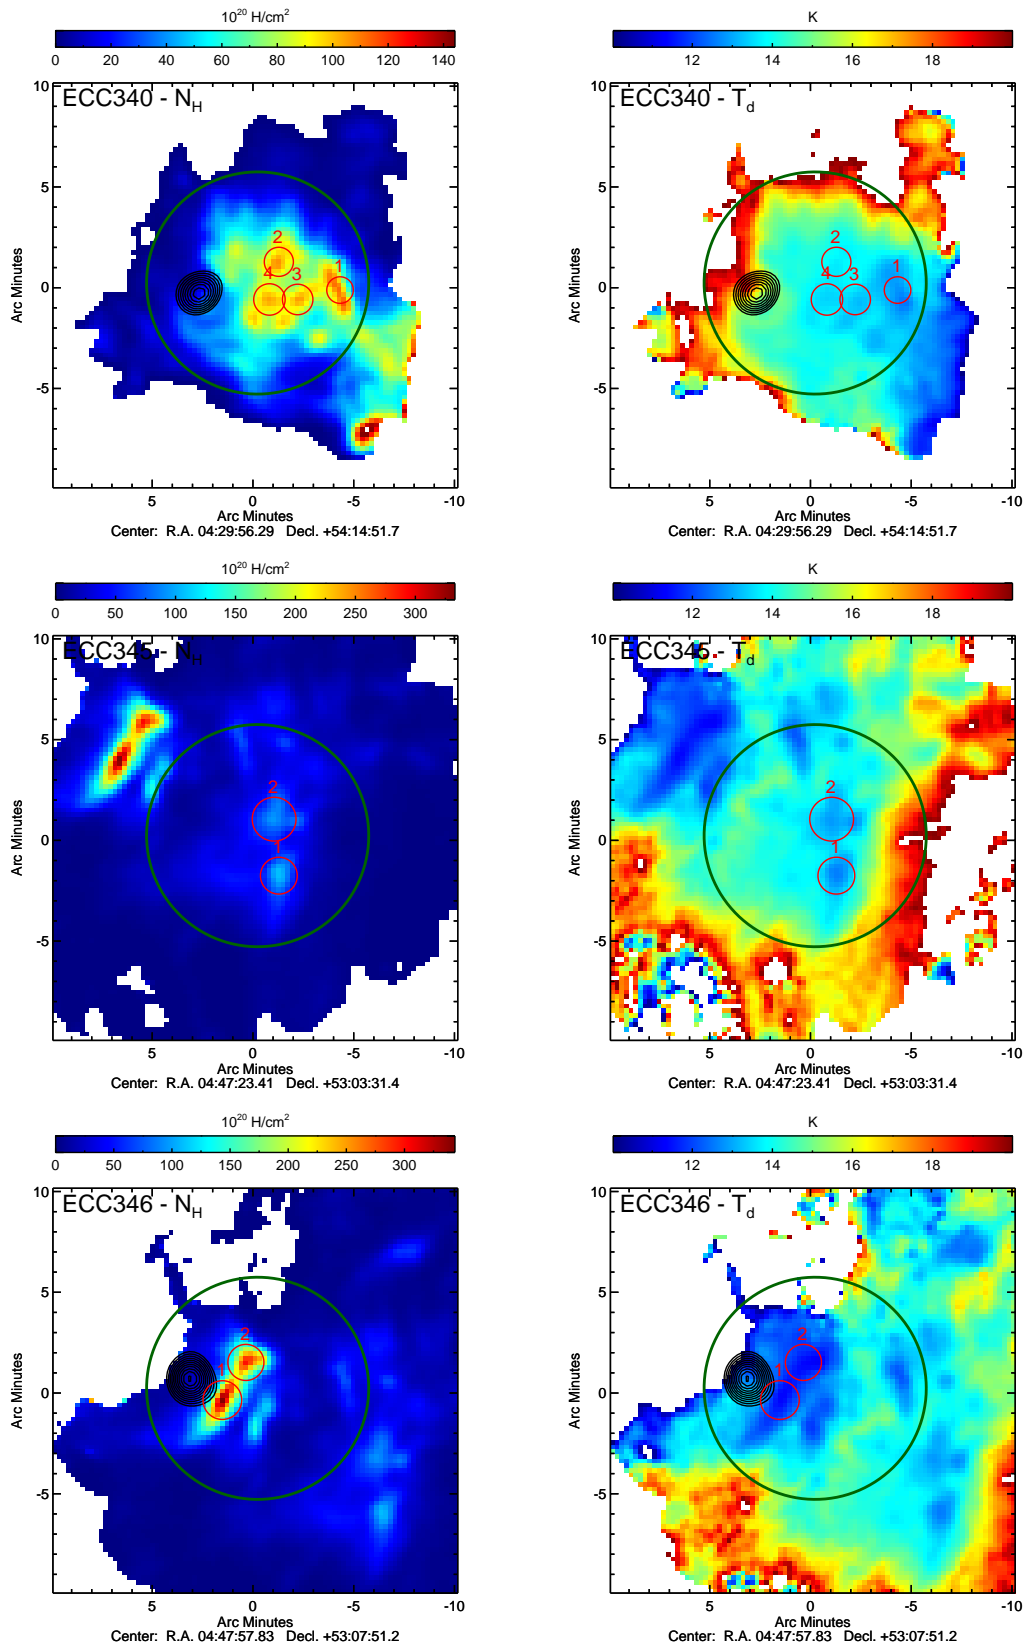 10²⁰ H/cm² K
0 20 40 60 80 100 120 140 12 14 16 18
ECC340 - N_H ECC340 - T_d
10 10
5 5
0 0
-5 -5
Arc Minutes Arc Minutes
2 2
1 1
4 3 4 3
5 0 -5 -10 5 0 -5 -10
Arc Minutes Arc Minutes
Center: R.A. 04:29:56.29 Decl. +54:14:51.7 Center: R.A. 04:29:56.29 Decl. +54:14:51.7
10²⁰ H/cm² K
0 50 100 150 200 250 300 12 14 16 18
ECC345 - N_H ECC345 - T_d
10 10
5 5
0 0
-5 -5
Arc Minutes Arc Minutes
2 2
1 1
5 0 -5 -10 5 0 -5 -10
Arc Minutes Arc Minutes
Center: R.A. 04:47:23.41 Decl. +53:03:31.4 Center: R.A. 04:47:23.41 Decl. +53:03:31.4
10²⁰ H/cm² K
0 50 100 150 200 250 300 12 14 16 18
ECC346 - N_H ECC346 - T_d
10 10
5 5
0 0
-5 -5
Arc Minutes Arc Minutes
2 2
1 1
5 0 -5 -10 5 0 -5 -10
Arc Minutes Arc Minutes
Center: R.A. 04:47:57.83 Decl. +53:07:51.2 Center: R.A. 04:47:57.83 Decl. +53:07:51.2